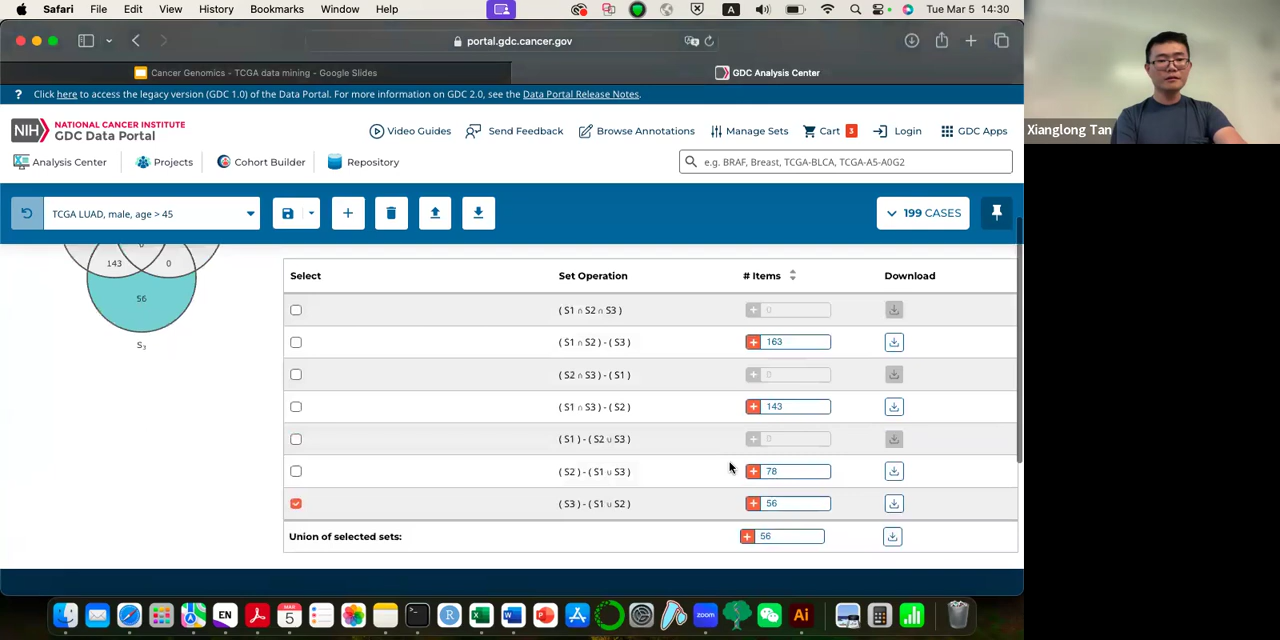 Safari File Edit View History Bookmarks Window Help A Tue Mar 5 14:30
portal.gdc.cancer.gov
Cancer Genomics - TCGA data mining - Google Slides
GDC Analysis Center
? Click here to access the legacy version (GDC 1.0) of the Data Portal. For more information on GDC 2.0, see the Data Portal Release Notes.
NIH NATIONAL CANCER INSTITUTE
GDC Data Portal
Video Guides Send Feedback Browse Annotations Manage Sets Cart 3 Login GDC Apps
Analysis Center Projects Cohort Builder Repository
e.g. BRAF, Breast, TCGA-BLCA, TCGA-A5-A0G2
TCGA LUAD, male, age > 45
199 CASES
143 0
56
S3
Select Set Operation # Items Download
( S1 ∩ S2 ∩ S3 ) + 0
( S1 ∩ S2 ) - ( S3 ) + 163
( S2 ∩ S3 ) - ( S1 ) + 0
( S1 ∩ S3 ) - ( S2 ) + 143
( S1 ) - ( S2 ∪ S3 ) + 0
( S2 ) - ( S1 ∪ S3 ) + 78
( S3 ) - ( S1 ∪ S2 ) + 56
Union of selected sets: + 56
Xianglong Tan
EN MAR 5 R zoom Ai